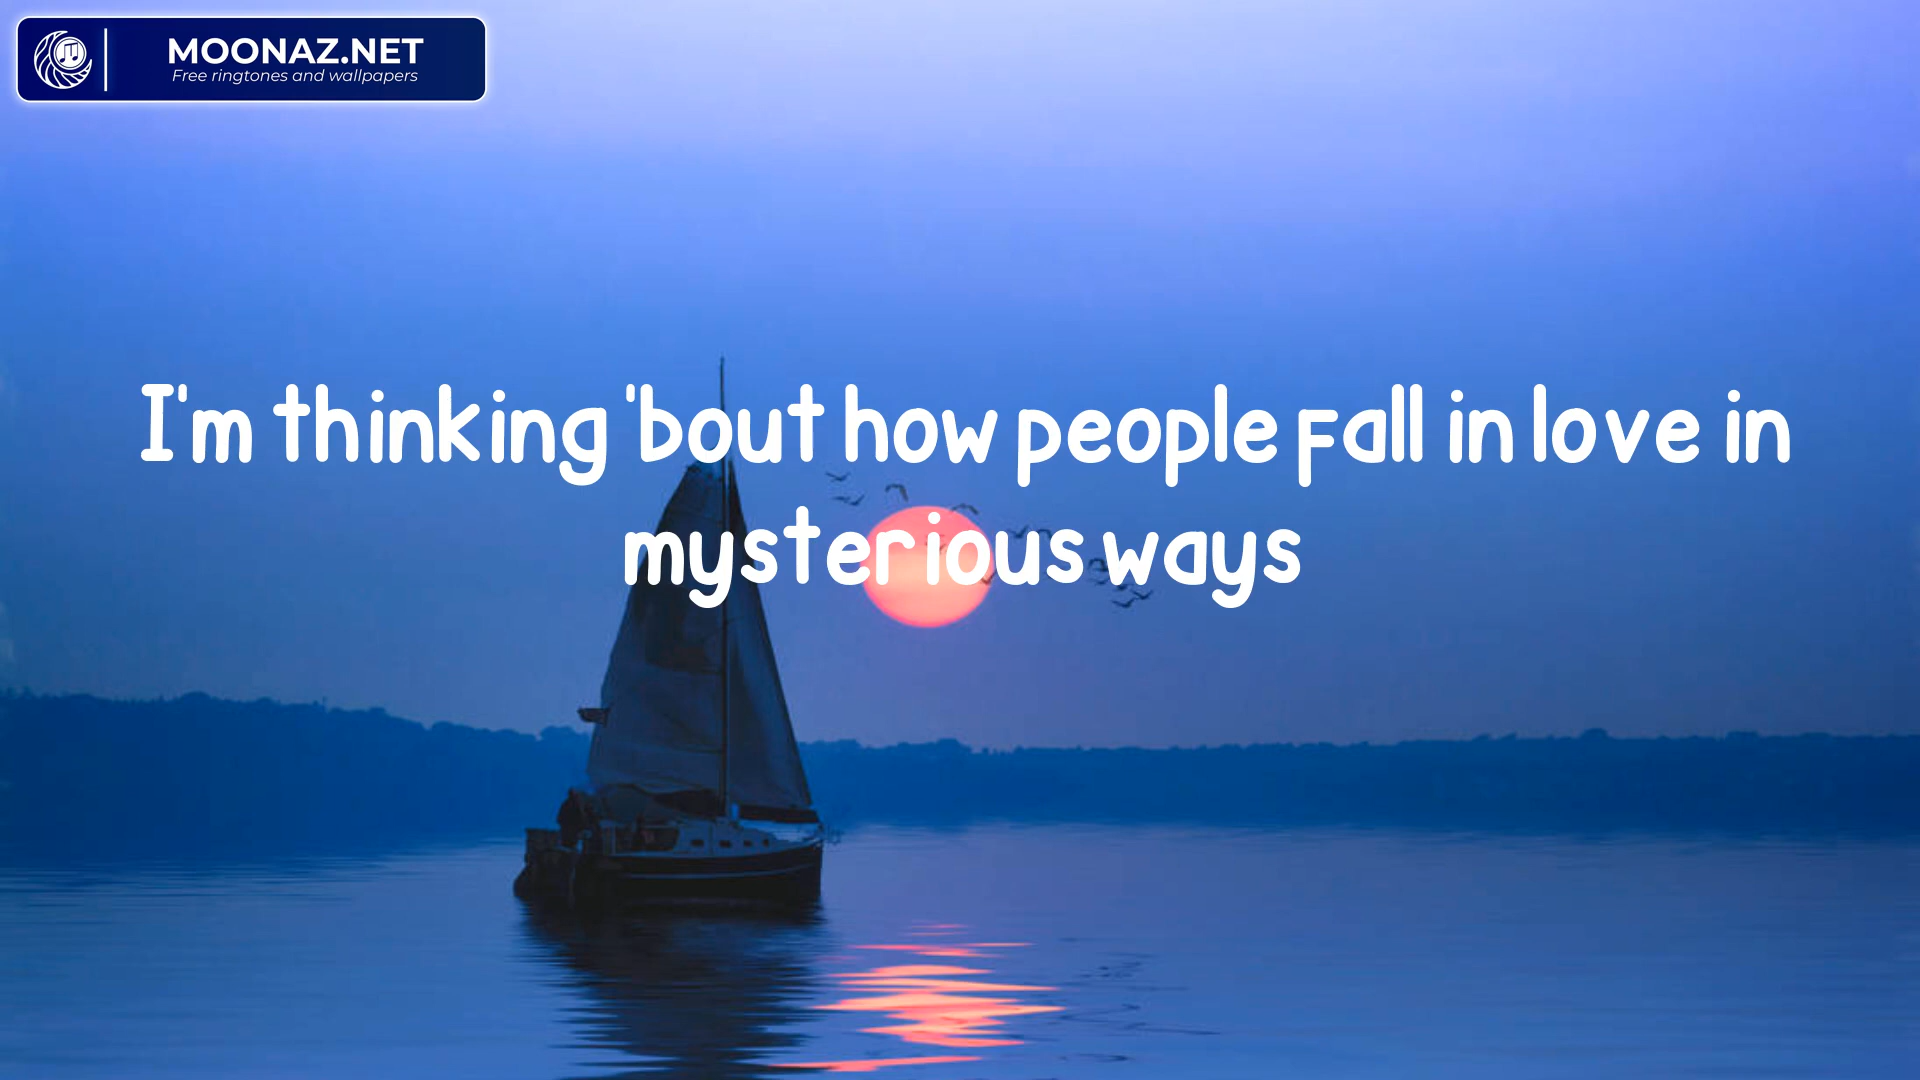 MOONAZ.NET
Free ringtones and wallpapers
I'm thinking 'bout how people fall in love in
mysterious ways